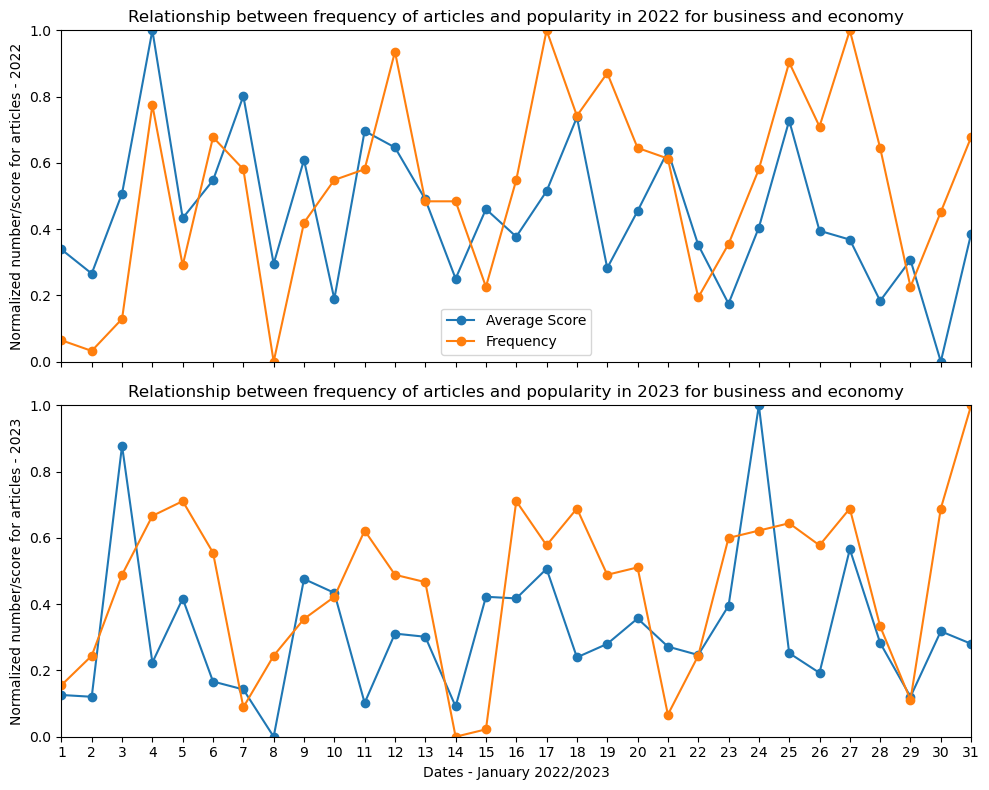 Relationship between frequency of articles and popularity in 2022 for business and economy
Normalized number/score for articles - 2022
1.0
0.8
0.6
0.4
0.2
0.0
Average Score
Frequency
Relationship between frequency of articles and popularity in 2023 for business and economy
Normalized number/score for articles - 2023
1.0
0.8
0.6
0.4
0.2
0.0
1 2 3 4 5 6 7 8 9 10 11 12 13 14 15 16 17 18 19 20 21 22 23 24 25 26 27 28 29 30 31
Dates - January 2022/2023